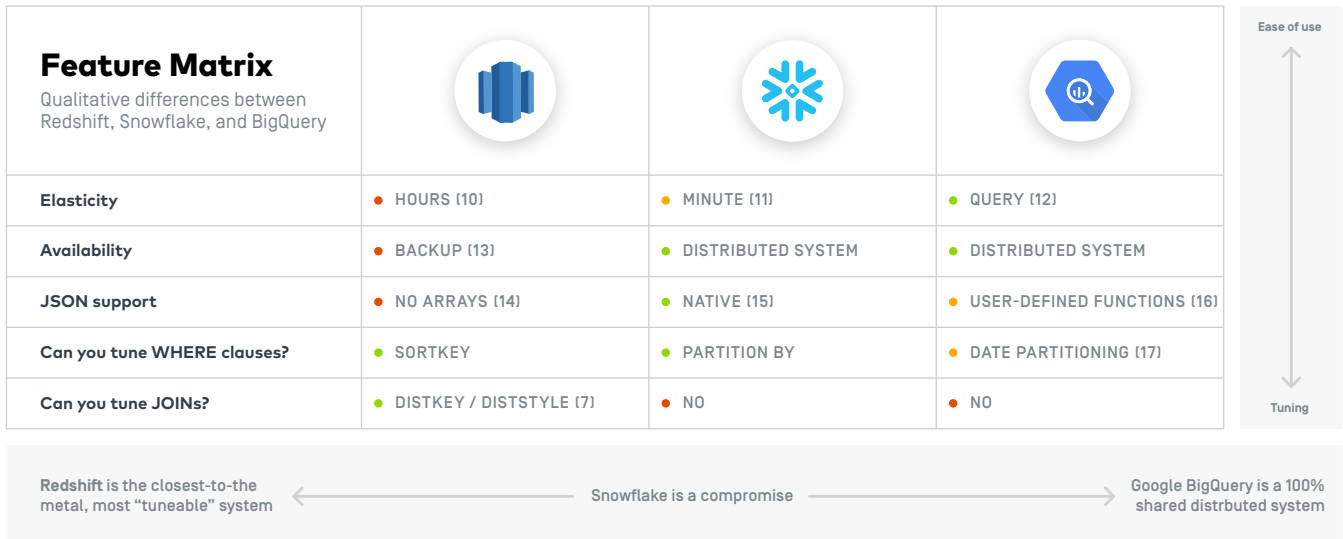 Ease of use
Feature Matrix
Qualitative differences between
Redshift, Snowflake, and BigQuery
Elasticity
HOURS (10)
MINUTE (11)
QUERY (12)
Availability
BACKUP (13)
DISTRIBUTED SYSTEM
DISTRIBUTED SYSTEM
JSON support
NO ARRAYS (14)
NATIVE (15)
USER-DEFINED FUNCTIONS (16)
Can you tune WHERE clauses?
SORTKEY
PARTITION BY
DATE PARTITIONING (17)
Can you tune JOINs?
DISTKEY / DISTSTYLE (7)
NO
NO
Tuning
Redshift is the closest-to-the
metal, most “tuneable” system
Snowflake is a compromise
Google BigQuery is a 100%
shared distrbuted system